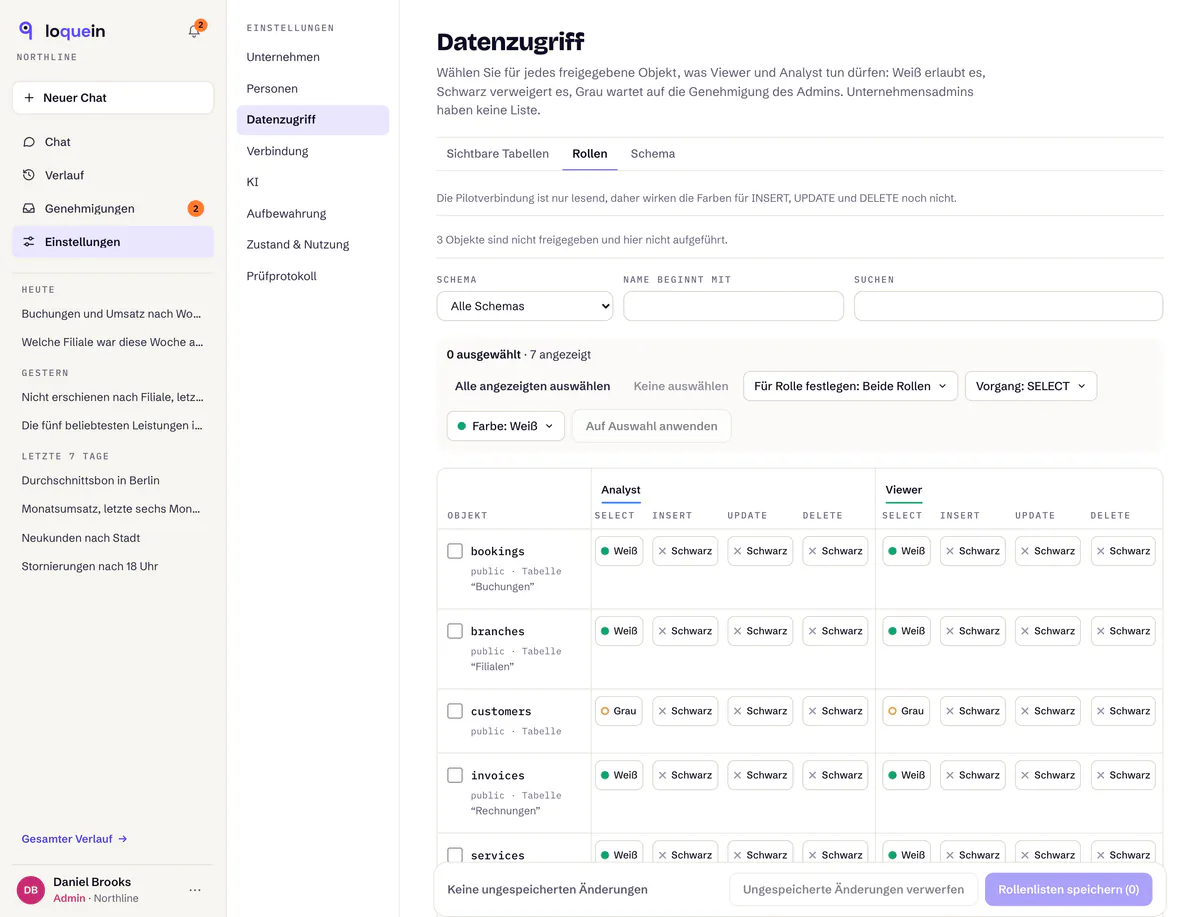 loquein
2
NORTHLINE
+ Neuer Chat
Chat
Verlauf
Genehmigungen 2
Einstellungen
HEUTE
Buchungen und Umsatz nach Wo...
Welche Filiale war diese Woche a...
GESTERN
Nicht erschienen nach Filiale, letz...
Die fünf beliebtesten Leistungen i...
LETZTE 7 TAGE
Durchschnittsbon in Berlin
Monatsumsatz, letzte sechs Mon...
Neukunden nach Stadt
Stornierungen nach 18 Uhr
Gesamter Verlauf →
DB
Daniel Brooks
Admin · Northline
...
EINSTELLUNGEN
Unternehmen
Personen
Datenzugriff
Verbindung
KI
Aufbewahrung
Zustand & Nutzung
Prüfprotokoll
Datenzugriff
Wählen Sie für jedes freigegebene Objekt, was Viewer und Analyst tun dürfen: Weiß erlaubt es,
Schwarz verweigert es, Grau wartet auf die Genehmigung des Admins. Unternehmensadmins
haben keine Liste.
Sichtbare Tabellen Rollen Schema
Die Pilotverbindung ist nur lesend, daher wirken die Farben für INSERT, UPDATE und DELETE noch nicht.
3 Objekte sind nicht freigegeben und hier nicht aufgeführt.
SCHEMA NAME BEGINNT MIT SUCHEN
Alle Schemas
0 ausgewählt · 7 angezeigt
Alle angezeigten auswählen Keine auswählen Für Rolle festlegen: Beide Rollen Vorgang: SELECT
Farbe: Weiß Auf Auswahl anwenden
Analyst Viewer
OBJEKT SELECT INSERT UPDATE DELETE SELECT INSERT UPDATE DELETE
bookings Weiß × Schwarz × Schwarz × Schwarz Weiß × Schwarz × Schwarz × Schwarz
public · Tabelle
“Buchungen”
branches Weiß × Schwarz × Schwarz × Schwarz Weiß × Schwarz × Schwarz × Schwarz
public · Tabelle
“Filialen”
customers Grau × Schwarz × Schwarz × Schwarz Grau × Schwarz × Schwarz × Schwarz
public · Tabelle
invoices Weiß × Schwarz × Schwarz × Schwarz Weiß × Schwarz × Schwarz × Schwarz
public · Tabelle
“Rechnungen”
services Weiß × Schwarz × Schwarz × Schwarz Weiß × Schwarz × Schwarz × Schwarz
Keine ungespeicherten Änderungen Ungespeicherte Änderungen verwerfen Rollenlisten speichern (0)